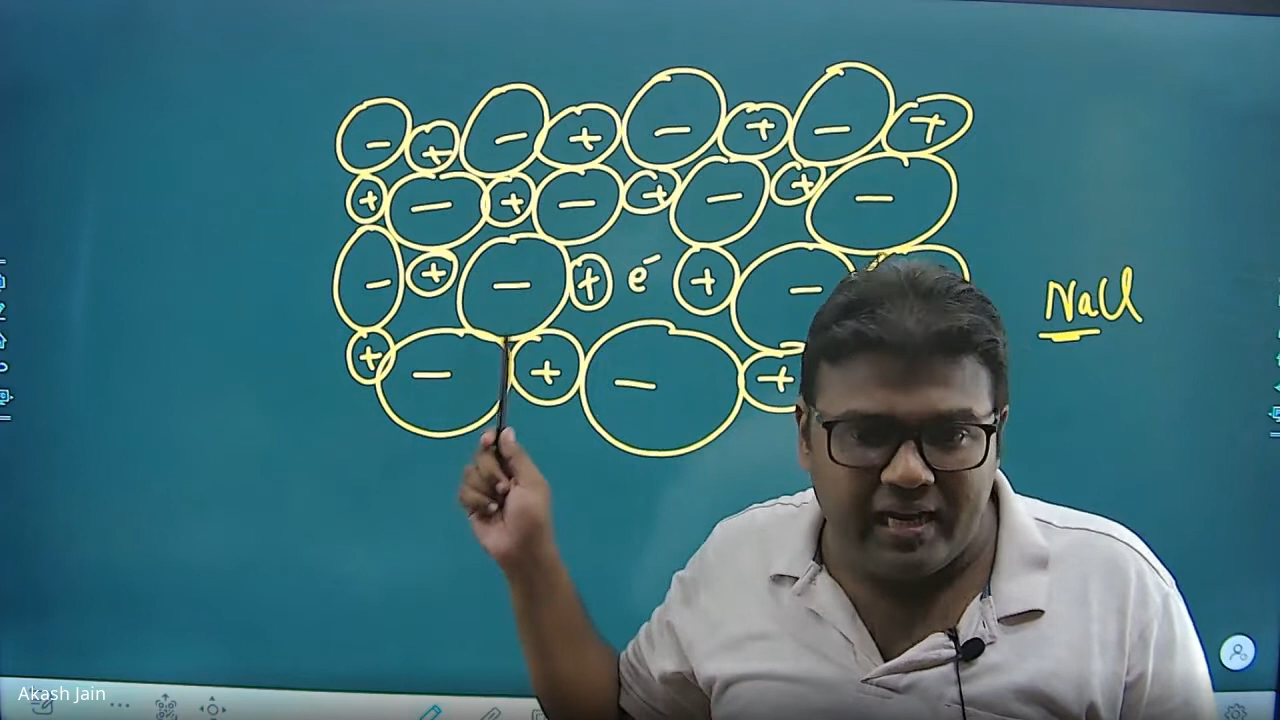 - + - + - + - +
+ - + - + - + -
- + - + e⁻ + -
NaCl
+ - + - +
Akash Jain